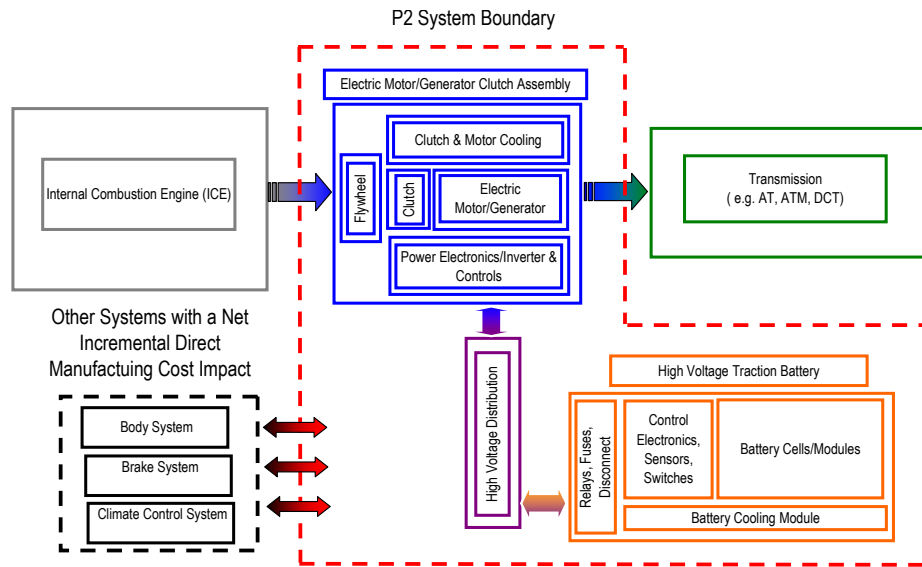 P2 System Boundary
Electric Motor/Generator Clutch Assembly
Internal Combustion Engine (ICE)
Flywheel
Clutch & Motor Cooling
Clutch
Electric
Motor/Generator
Power Electronics/Inverter &
Controls
Transmission
( e.g. AT, ATM, DCT)
Other Systems with a Net
Incremental Direct
Manufactuing Cost Impact
Body System
Brake System
Climate Control System
High Voltage Distribution
High Voltage Traction Battery
Relays, Fuses,
Disconnect
Control
Electronics,
Sensors,
Switches
Battery Cells/Modules
Battery Cooling Module